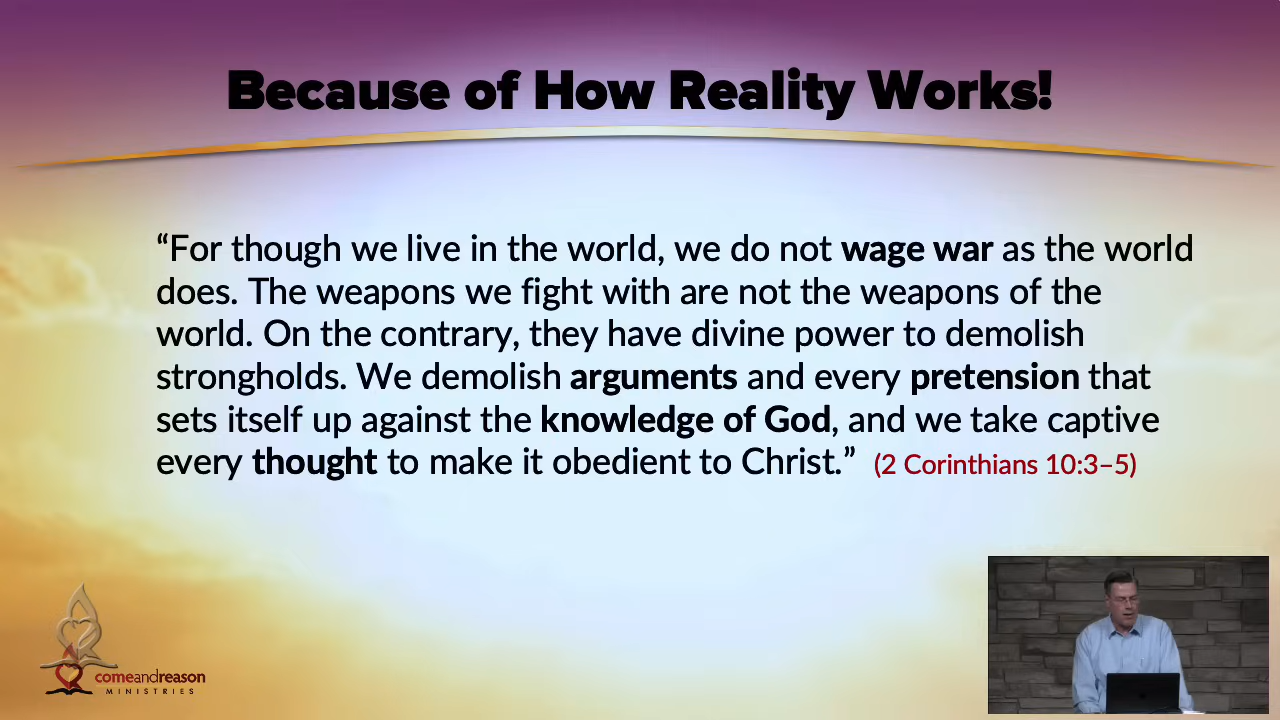 Because of How Reality Works!
“For though we live in the world, we do not wage war as the world
does. The weapons we fight with are not the weapons of the
world. On the contrary, they have divine power to demolish
strongholds. We demolish arguments and every pretension that
sets itself up against the knowledge of God, and we take captive
every thought to make it obedient to Christ.” (2 Corinthians 10:3–5)
comeandreason
MINISTRIES